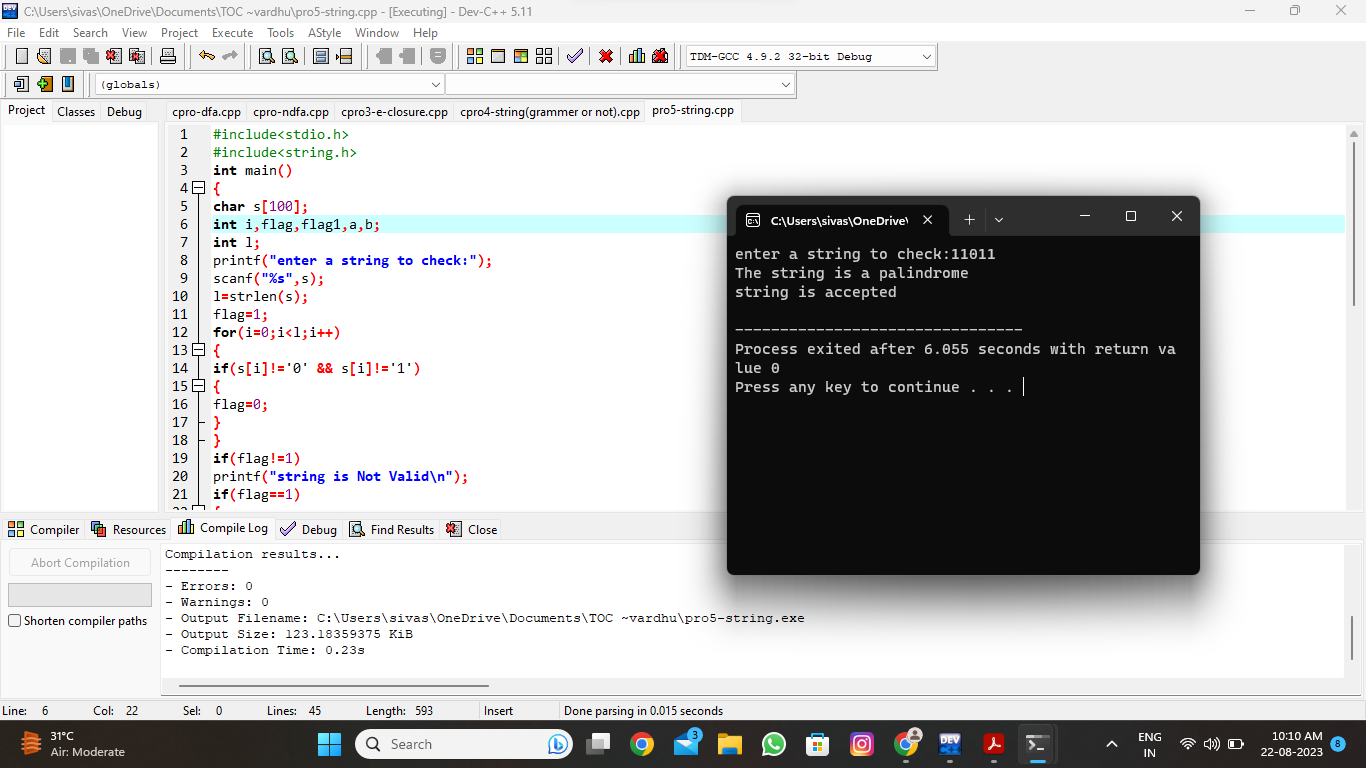 C:\Users\sivas\OneDrive\Documents\TOC ~vardhu\pro5-string.cpp - [Executing] - Dev-C++ 5.11
File Edit Search View Project Execute Tools AStyle Window Help
TDM-GCC 4.9.2 32-bit Debug
(globals)
Project Classes Debug
cpro-dfa.cpp cpro-ndfa.cpp cpro3-e-closure.cpp cpro4-string(grammer or not).cpp pro5-string.cpp
1 #include<stdio.h>
2 #include<string.h>
3 int main()
4 {
5 char s[100];
6 int i,flag,flag1,a,b;
7 int l;
8 printf("enter a string to check:");
9 scanf("%s",s);
10 l=strlen(s);
11 flag=1;
12 for(i=0;i<l;i++)
13 {
14 if(s[i]!='0' && s[i]!='1')
15 {
16 flag=0;
17 }
18 }
19 if(flag!=1)
20 printf("string is Not Valid\n");
21 if(flag==1)
C:\Users\sivas\OneDrive\
enter a string to check:11011
The string is a palindrome
string is accepted
--------------------------------
Process exited after 6.055 seconds with return va
lue 0
Press any key to continue . . .
Compiler Resources Compile Log Debug Find Results Close
Abort Compilation
Shorten compiler paths
Compilation results...
--------
- Errors: 0
- Warnings: 0
- Output Filename: C:\Users\sivas\OneDrive\Documents\TOC ~vardhu\pro5-string.exe
- Output Size: 123.18359375 KiB
- Compilation Time: 0.23s
Line: 6 Col: 22 Sel: 0 Lines: 45 Length: 593 Insert Done parsing in 0.015 seconds
31°C
Air: Moderate
Search
3
DEV
ENG
IN
10:10 AM
22-08-2023
8